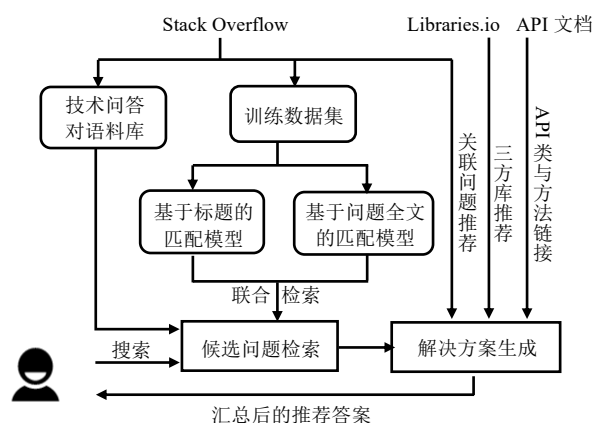 Stack Overflow
Libraries.io
API 文档
技术问答
对语料库
训练数据集
关联问题推荐
三方库推荐
API 类与方法链接
基于标题的
匹配模型
基于问题全文
的匹配模型
联合 检索
搜索
候选问题检索
解决方案生成
汇总后的推荐答案